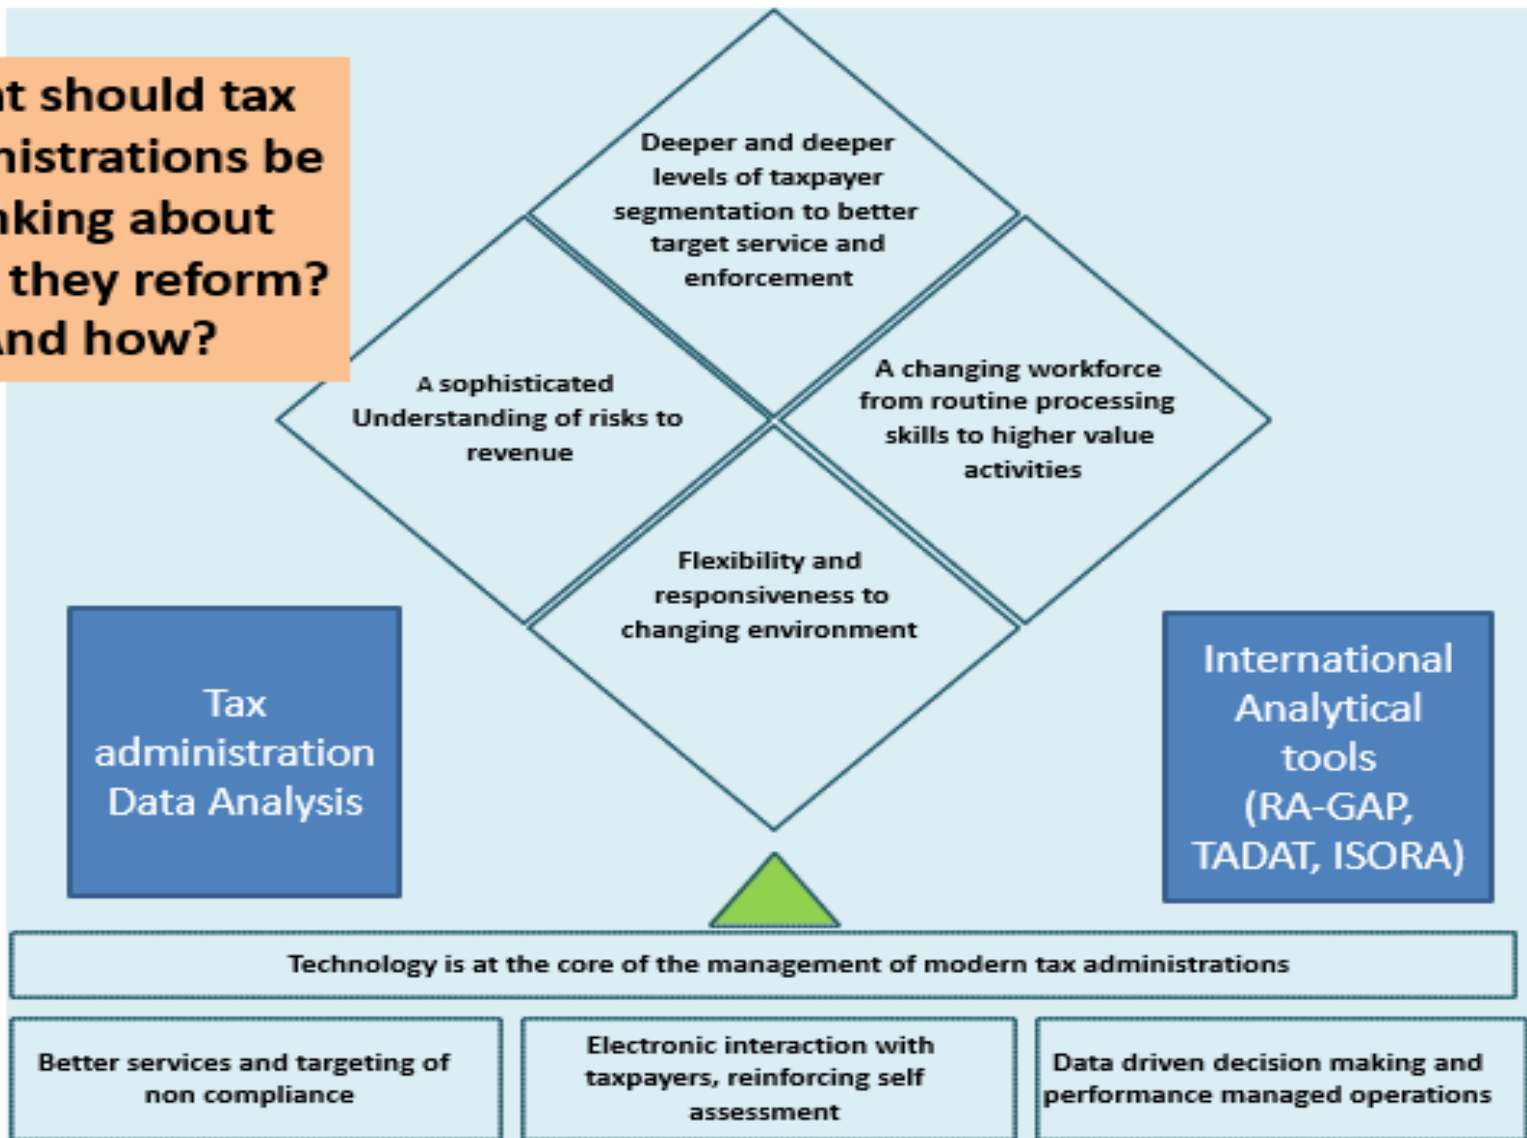 at should tax
nistrations be
nking about
they reform?
And how?
Deeper and deeper
levels of taxpayer
segmentation to better
target service and
enforcement
A sophisticated
Understanding of risks to
revenue
A changing workforce
from routine processing
skills to higher value
activities
Flexibility and
responsiveness to
changing environment
Tax
administration
Data Analysis
International
Analytical
tools
(RA-GAP,
TADAT, ISORA)
Technology is at the core of the management of modern tax administrations
Better services and targeting of
non compliance
Electronic interaction with
taxpayers, reinforcing self
assessment
Data driven decision making and
performance managed operations